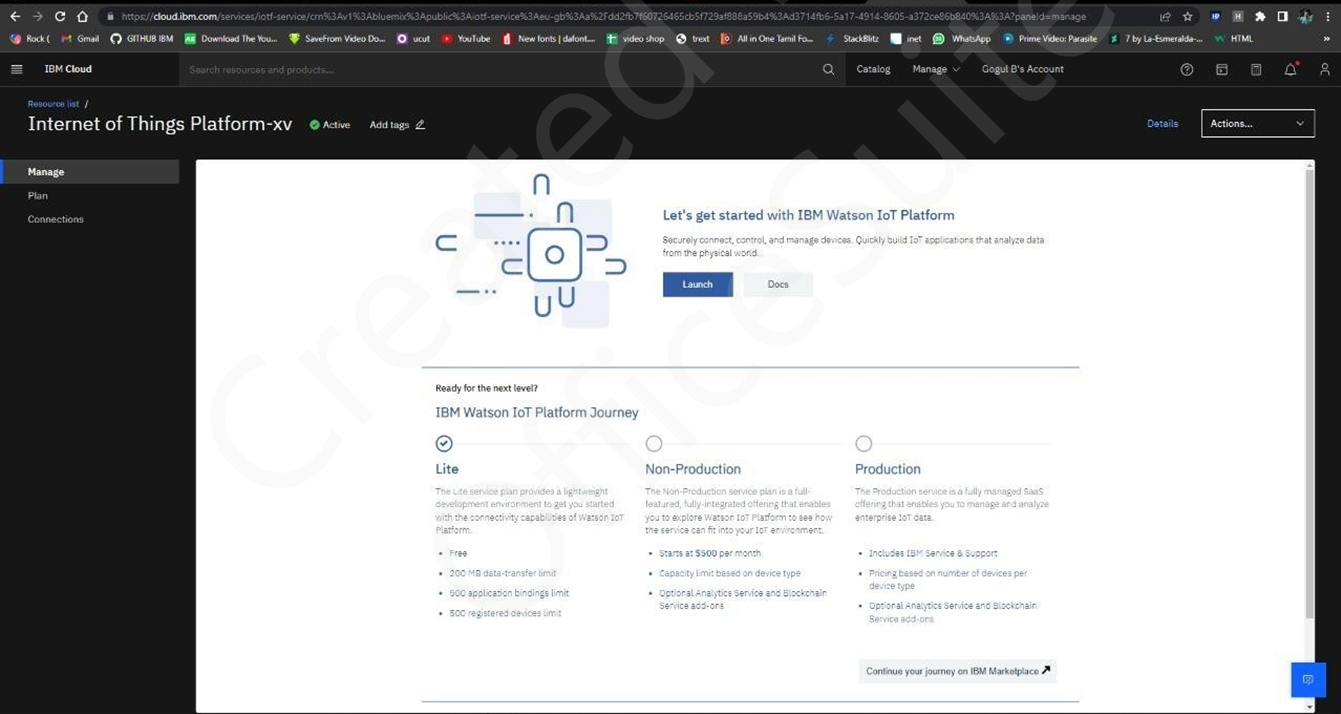 https://cloud.ibm.com/services/iotf-service/crn%3Av1%3Abluemix%3Apublic%3Aiotf-service%3Aeu-gb%3Aa%2Fdd2fb7f60726465cb5f729af888a59b4%3Ad3714fb6-5a17-4914-8605-a372ce86b840%3A%3A?paneId=manage
Rock ( Gmail GITHUB IBM Download The You... SaveFrom Video Do... ucut YouTube New fonts | dafont.... video shop trext All in One Tamil Fo... StackBlitz inet WhatsApp Prime Video: Parasite 7 by La-Esmeralda-... HTML »
IBM Cloud Search resources and products... Catalog Manage Gogul B's Account
Resource list /
Internet of Things Platform-xv Active Add tags Details Actions...
Manage
Plan
Connections
Let's get started with IBM Watson IoT Platform
Securely connect, control, and manage devices. Quickly build IoT applications that analyze data
from the physical world.
Launch Docs
Ready for the next level?
IBM Watson IoT Platform Journey
Lite
The Lite service plan provides a lightweight
development environment to get you started
with the connectivity capabilities of Watson IoT
Platform.
• Free
• 200 MB data-transfer limit
• 500 application bindings limit
• 500 registered devices limit
Non-Production
The Non-Production service plan is a full-
featured, fully-integrated offering that enables
you to explore Watson IoT Platform to see how
the service can fit into your IoT environment.
• Starts at $500 per month
• Capacity limit based on device type
• Optional Analytics Service and Blockchain
Service add-ons
Production
The Production service is a fully managed SaaS
offering that enables you to manage and analyze
enterprise IoT data.
• Includes IBM Service & Support
• Pricing based on number of devices per
device type
• Optional Analytics Service and Blockchain
Service add-ons
Continue your journey on IBM Marketplace
Created
OfficeSuite